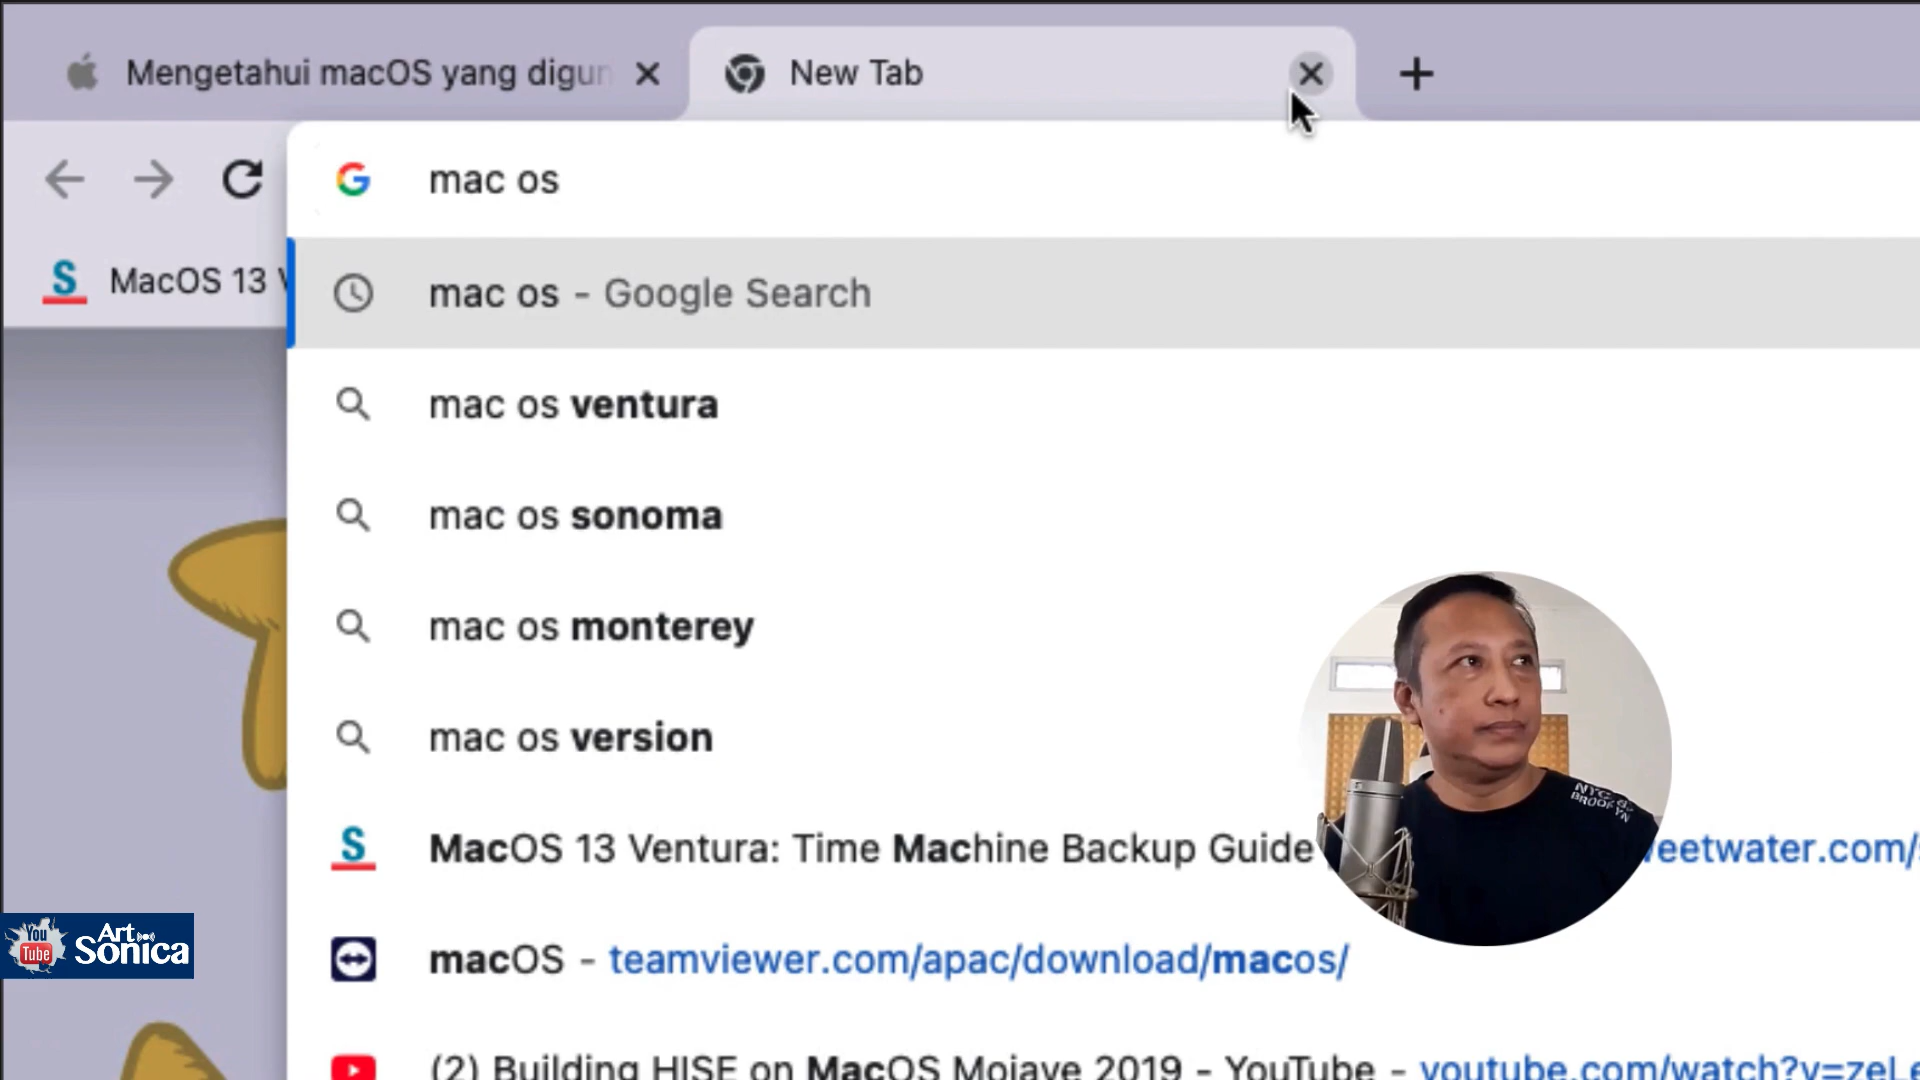 Mengetahui macOS yang digun
New Tab
mac os
MacOS 13
mac os - Google Search
mac os ventura
mac os sonoma
mac os monterey
mac os version
MacOS 13 Ventura: Time Machine Backup Guide
eetwater.com/
macOS - teamviewer.com/apac/download/macos/
(2) Building HISE on MacOS Mojave 2019 - YouTube - youtube.com/watch?v=zeLe
You Tube
Art Sonica
BROOKYN